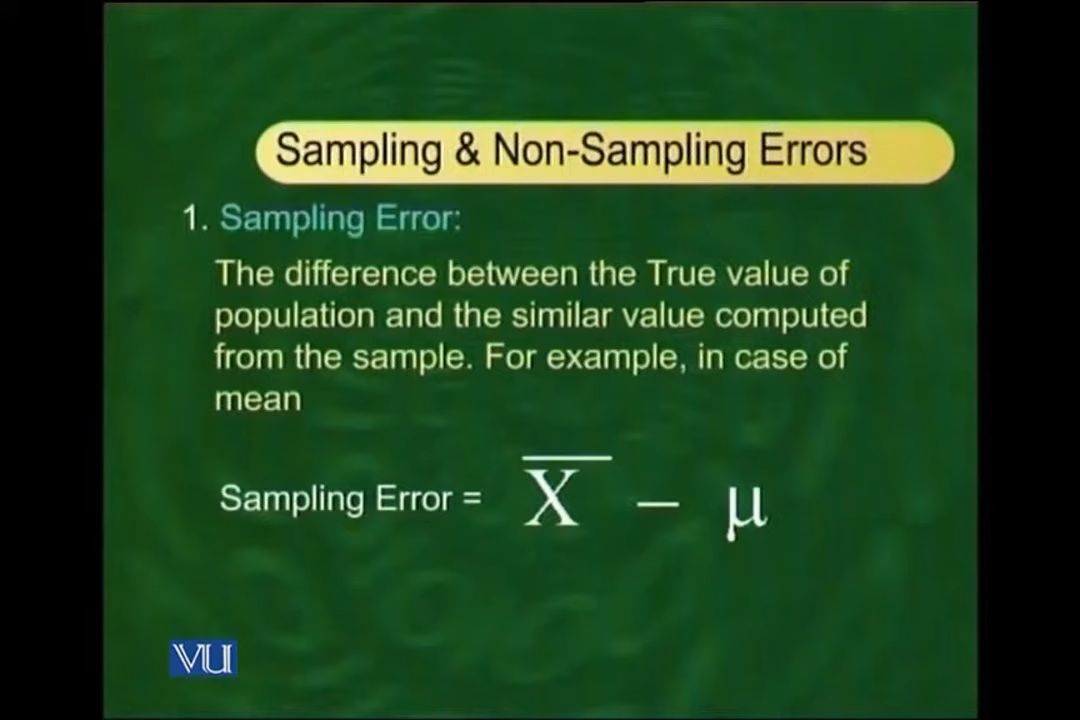 Sampling & Non-Sampling Errors
1. Sampling Error:
The difference between the True value of
population and the similar value computed
from the sample. For example, in case of
mean
Sampling Error = X̅ – μ
VU